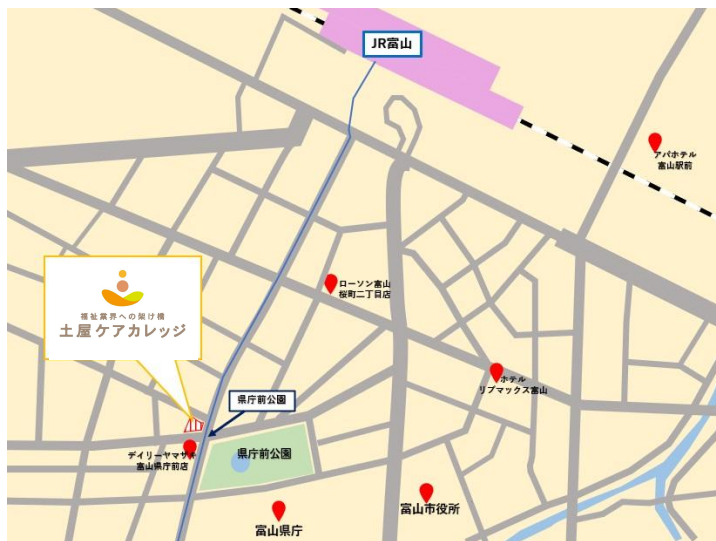 JR富山
アパホテル
富山駅前
ローソン富山
桜町二丁目店
福祉業界への架け橋
土屋ケアカレッジ
ホテル
リブマックス富山
県庁前公園
デイリーヤマザキ
富山県庁前店
県庁前公園
富山市役所
富山県庁